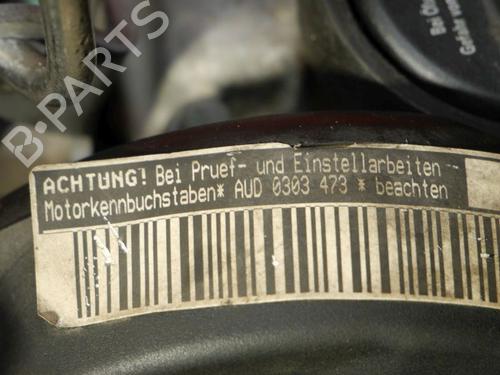 B-PARTS
ACHTUNG! Bei Pruef- und Einstellarbeiten
Motorkennbuchstaben* AUD 0303 473 * beachten